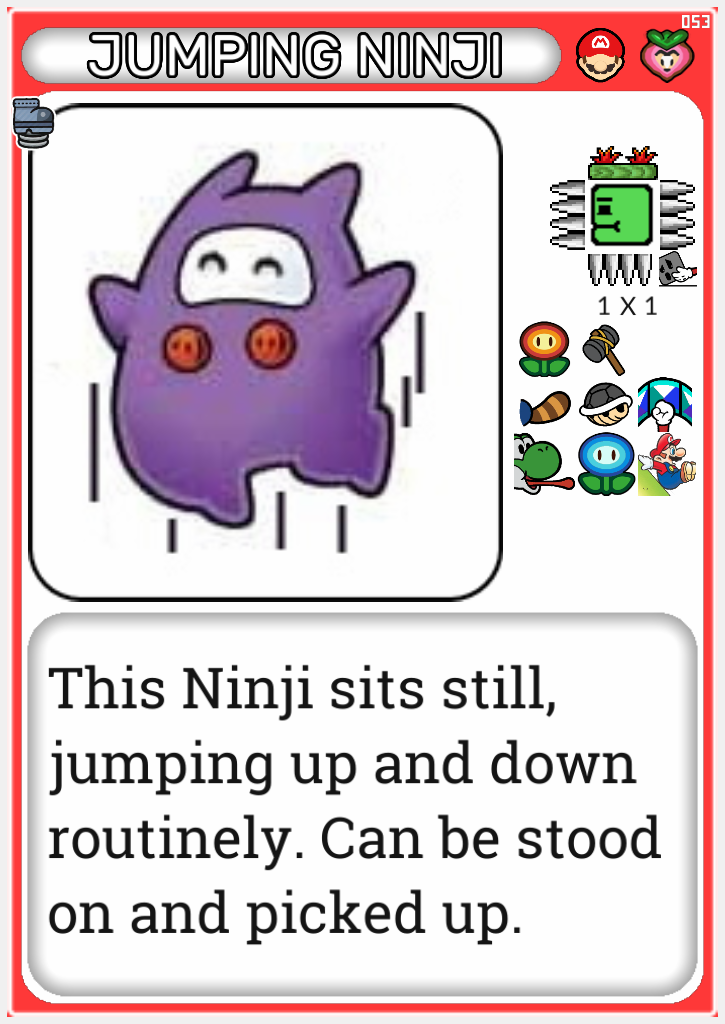 053
JUMPING NINJI
M
1 X 1
This Ninji sits still,
jumping up and down
routinely. Can be stood
on and picked up.